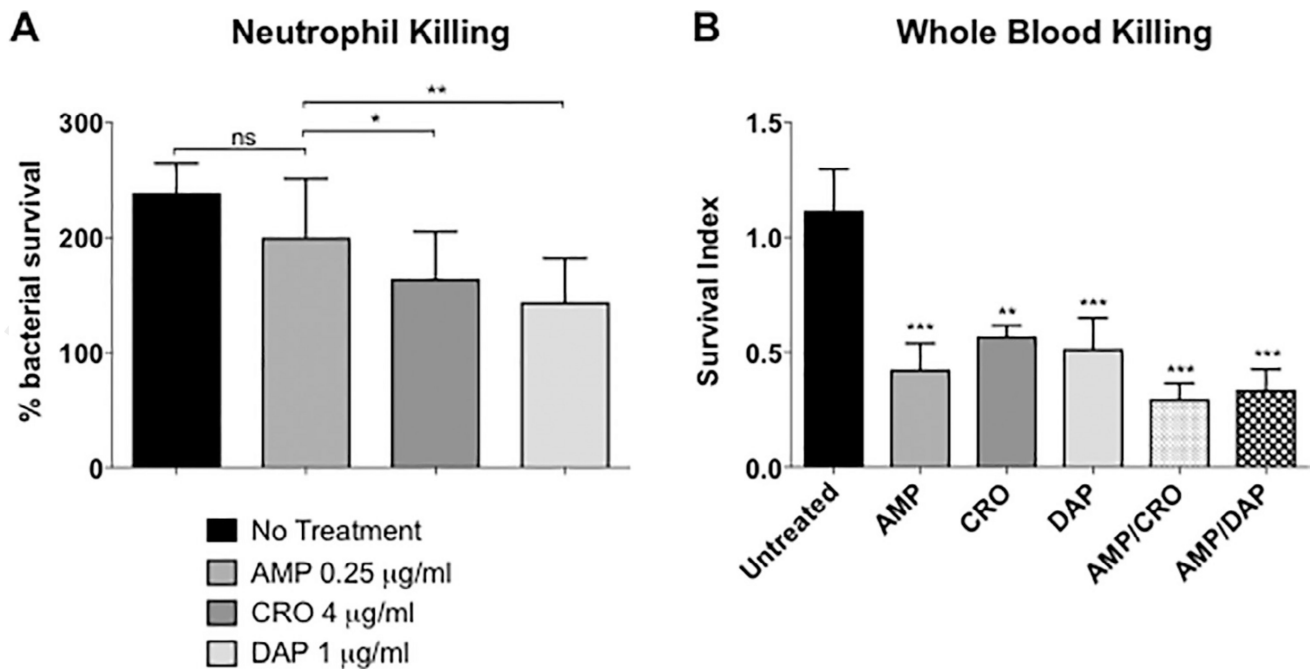 A
Neutrophil Killing
% bacterial survival
300
200
100
0
ns
*
**
No Treatment
AMP 0.25 μg/ml
CRO 4 μg/ml
DAP 1 μg/ml
B
Whole Blood Killing
Survival Index
1.5
1.0
0.5
0.0
***
**
***
***
***
Untreated
AMP
CRO
DAP
AMP/CRO
AMP/DAP